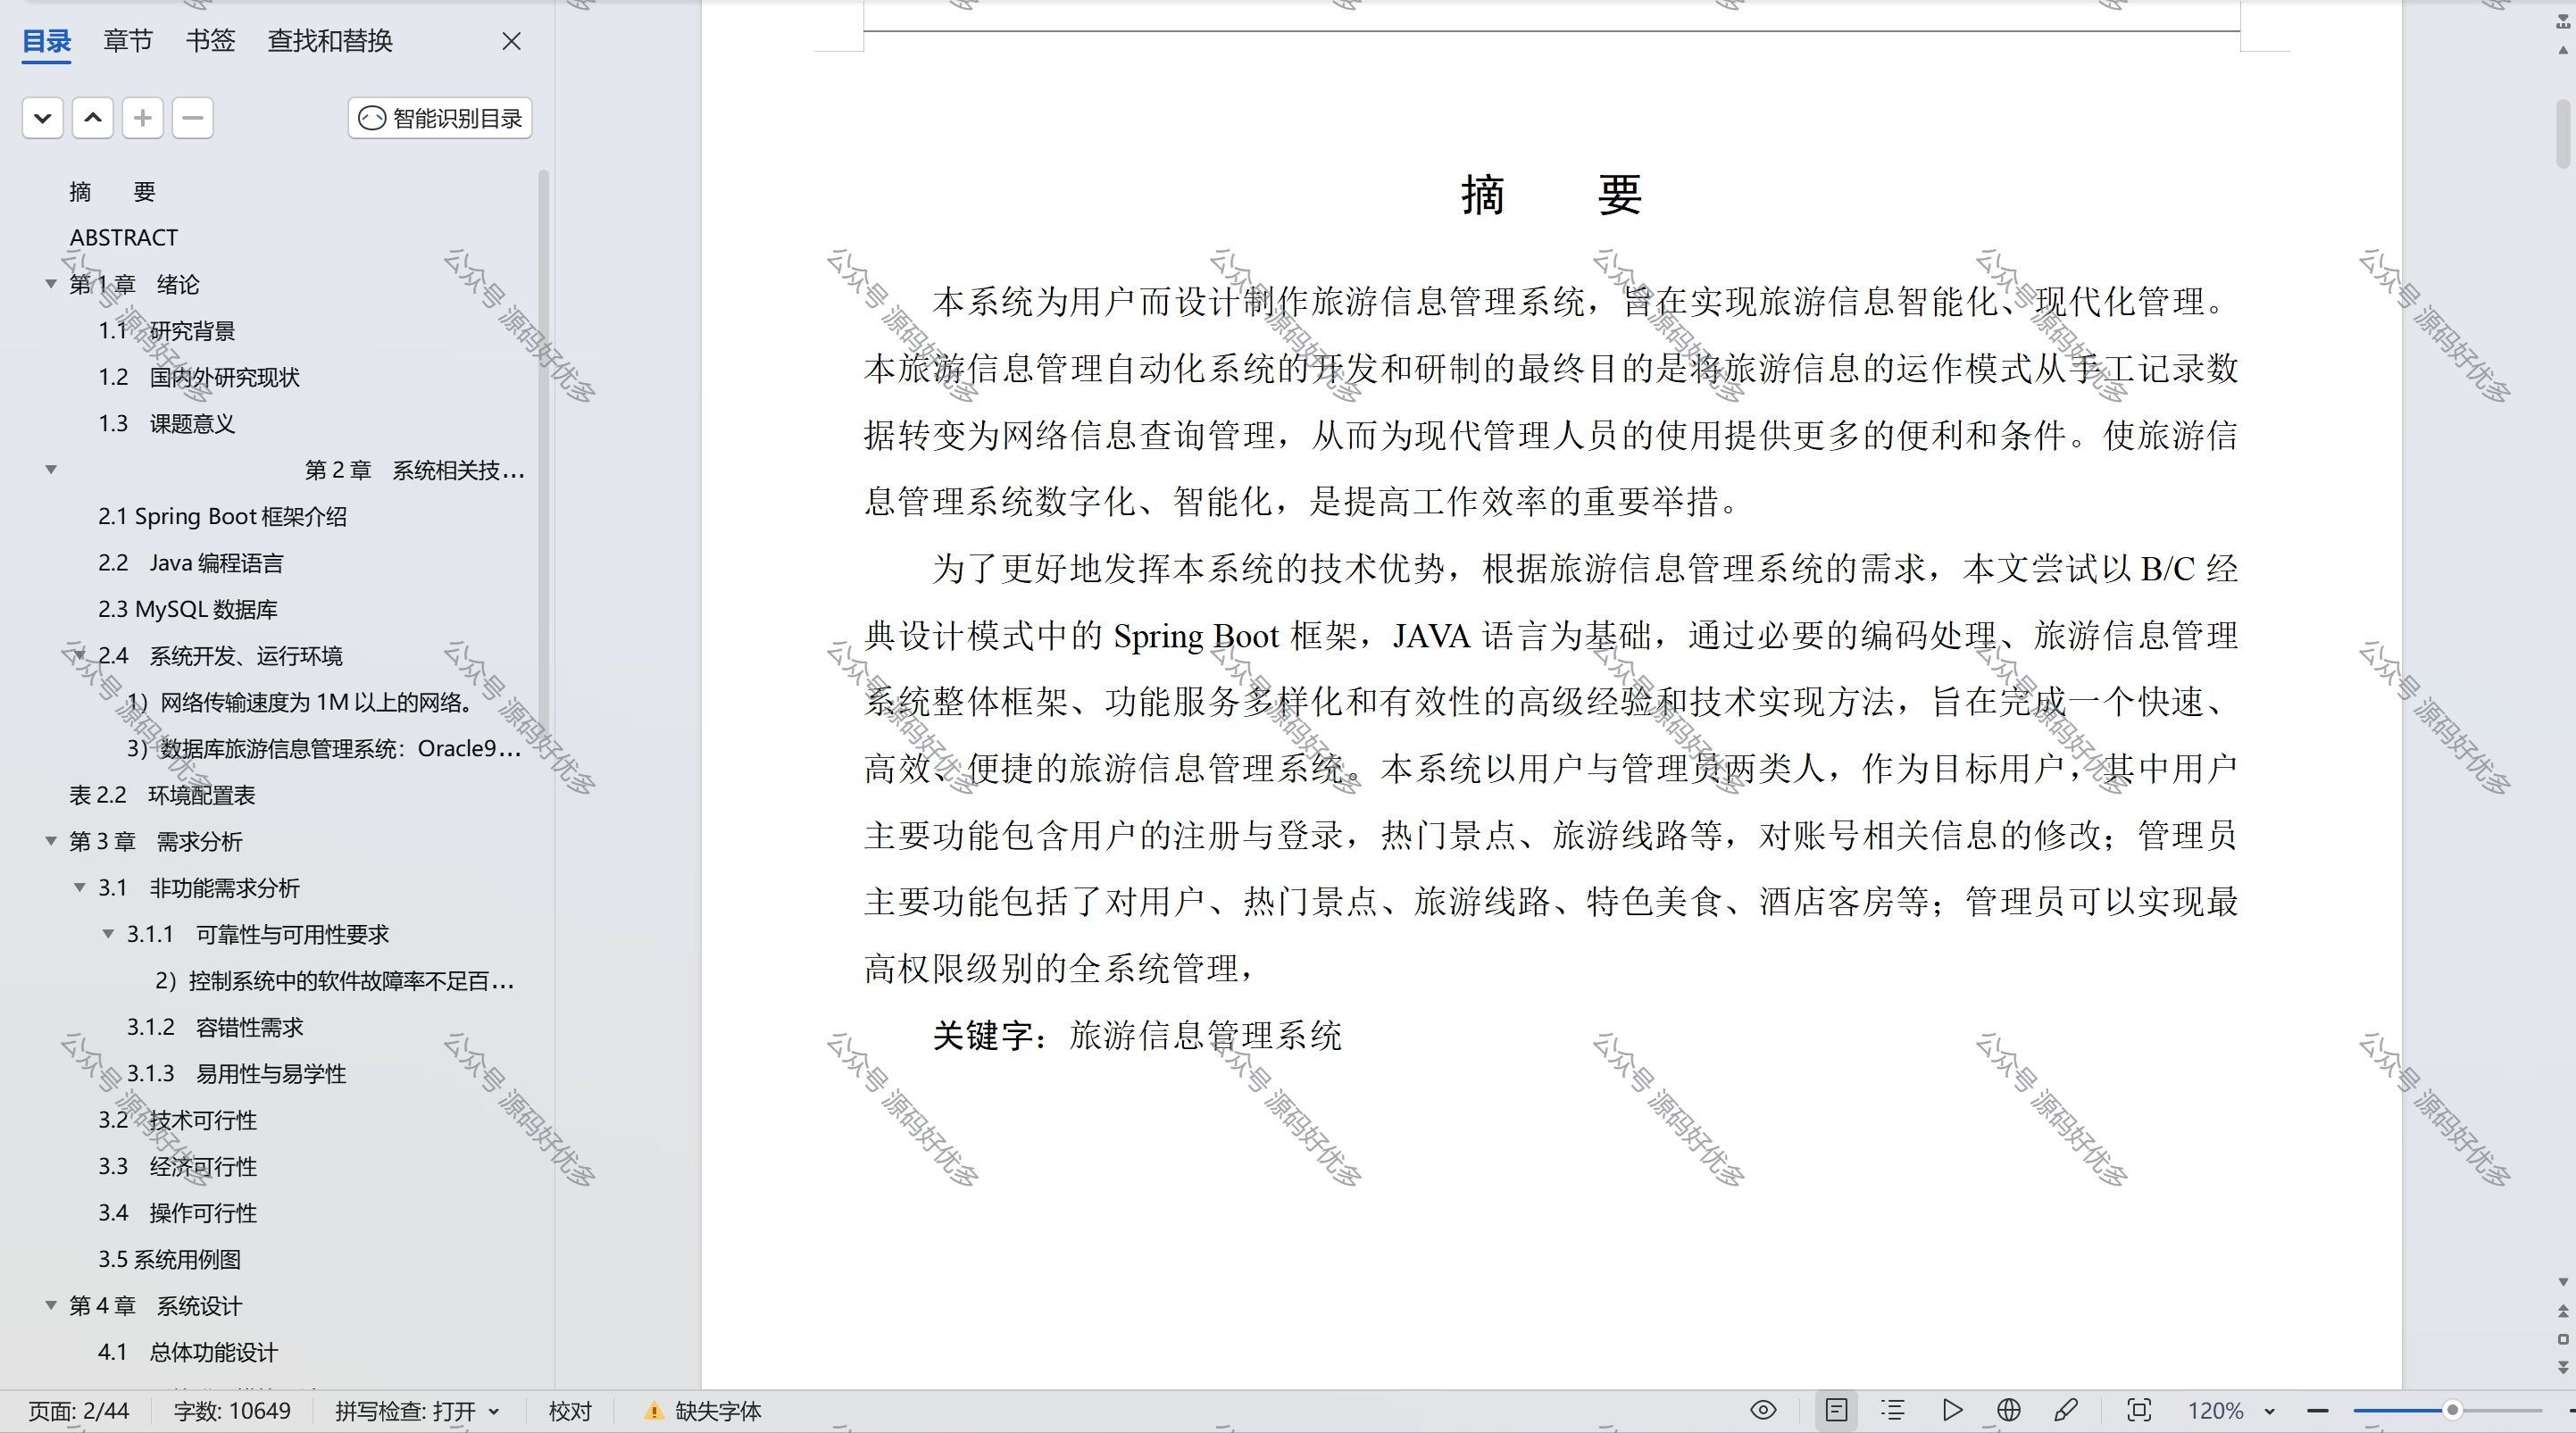 目录 章节 书签 查找和替换
智能识别目录
摘 要
ABSTRACT
第 1 章 绪论
1.1 研究背景
1.2 国内外研究现状
1.3 课题意义
第 2 章 系统相关技...
2.1 Spring Boot 框架介绍
2.2 Java 编程语言
2.3 MySQL 数据库
2.4 系统开发、运行环境
1）网络传输速度为 1M 以上的网络。
3）数据库旅游信息管理系统：Oracle9...
表 2.2 环境配置表
第 3 章 需求分析
3.1 非功能需求分析
3.1.1 可靠性与可用性要求
2）控制系统中的软件故障率不足百...
3.1.2 容错性需求
3.1.3 易用性与易学性
3.2 技术可行性
3.3 经济可行性
3.4 操作可行性
3.5 系统用例图
第 4 章 系统设计
4.1 总体功能设计
摘 要
本系统为用户而设计制作旅游信息管理系统，旨在实现旅游信息智能化、现代化管理。
本旅游信息管理自动化系统的开发和研制的最终目的是将旅游信息的运作模式从手工记录数
据转变为网络信息查询管理，从而为现代管理人员的使用提供更多的便利和条件。使旅游信
息管理系统数字化、智能化，是提高工作效率的重要举措。
为了更好地发挥本系统的技术优势，根据旅游信息管理系统的需求，本文尝试以 B/C 经
典设计模式中的 Spring Boot 框架，JAVA 语言为基础，通过必要的编码处理、旅游信息管理
系统整体框架、功能服务多样化和有效性的高级经验和技术实现方法，旨在完成一个快速、
高效、便捷的旅游信息管理系统。本系统以用户与管理员两类人，作为目标用户，其中用户
主要功能包含用户的注册与登录，热门景点、旅游线路等，对账号相关信息的修改；管理员
主要功能包括了对用户、热门景点、旅游线路、特色美食、酒店客房等；管理员可以实现最
高权限级别的全系统管理，
关键字：旅游信息管理系统
公众号 源码好优多
页面: 2/44 字数: 10649 拼写检查: 打开 校对 缺失字体 120%